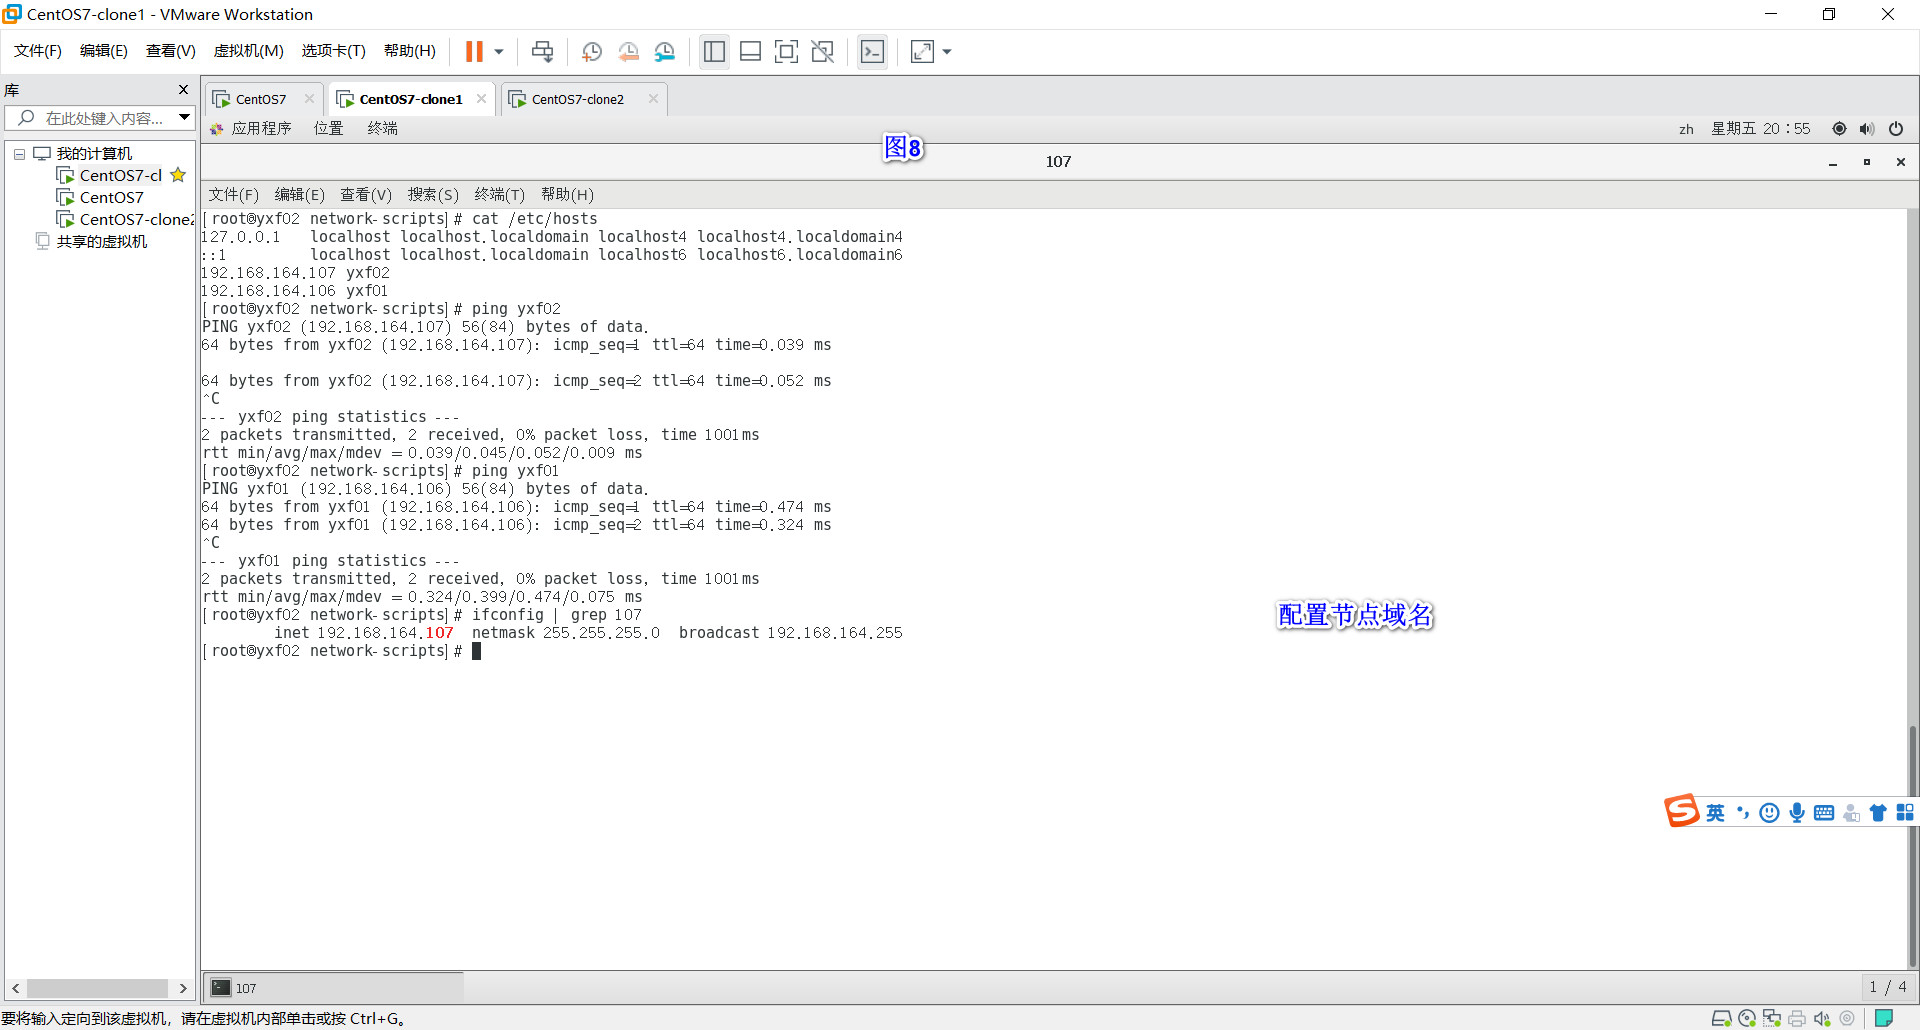 CentOS7-clone1 - VMware Workstation
文件(F) 编辑(E) 查看(V) 虚拟机(M) 选项卡(T) 帮助(H)
库
在此处键入内容...
我的计算机
CentOS7-cl
CentOS7
CentOS7-clone2
共享的虚拟机
CentOS7 CentOS7-clone1 CentOS7-clone2
应用程序 位置 终端 zh 星期五 20:55
图8
107
文件(F) 编辑(E) 查看(V) 搜索(S) 终端(T) 帮助(H)
[root@yxf02 network-scripts]# cat /etc/hosts
127.0.0.1   localhost localhost.localdomain localhost4 localhost4.localdomain4
::1         localhost localhost.localdomain localhost6 localhost6.localdomain6
192.168.164.107 yxf02
192.168.164.106 yxf01
[root@yxf02 network-scripts]# ping yxf02
PING yxf02 (192.168.164.107) 56(84) bytes of data.
64 bytes from yxf02 (192.168.164.107): icmp_seq=1 ttl=64 time=0.039 ms
64 bytes from yxf02 (192.168.164.107): icmp_seq=2 ttl=64 time=0.052 ms
^C
--- yxf02 ping statistics ---
2 packets transmitted, 2 received, 0% packet loss, time 1001ms
rtt min/avg/max/mdev = 0.039/0.045/0.052/0.009 ms
[root@yxf02 network-scripts]# ping yxf01
PING yxf01 (192.168.164.106) 56(84) bytes of data.
64 bytes from yxf01 (192.168.164.106): icmp_seq=1 ttl=64 time=0.474 ms
64 bytes from yxf01 (192.168.164.106): icmp_seq=2 ttl=64 time=0.324 ms
^C
--- yxf01 ping statistics ---
2 packets transmitted, 2 received, 0% packet loss, time 1001ms
rtt min/avg/max/mdev = 0.324/0.399/0.474/0.075 ms
[root@yxf02 network-scripts]# ifconfig | grep 107
        inet 192.168.164.107  netmask 255.255.255.0  broadcast 192.168.164.255
[root@yxf02 network-scripts]#
配置节点域名
英
107
1 / 4
要将输入定向到该虚拟机，请在虚拟机内部单击或按 Ctrl+G。